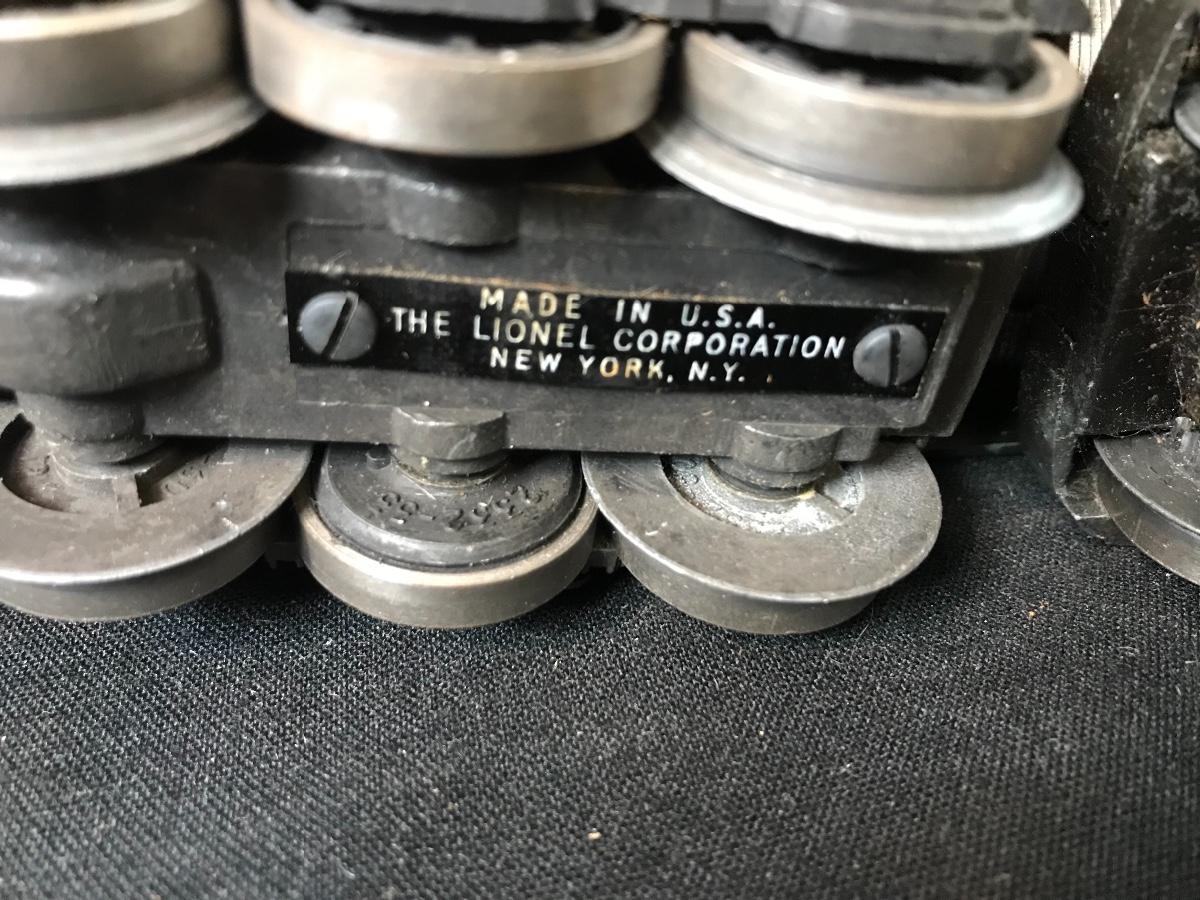 MADE IN U.S.A.
THE LIONEL CORPORATION
NEW YORK, N.Y.